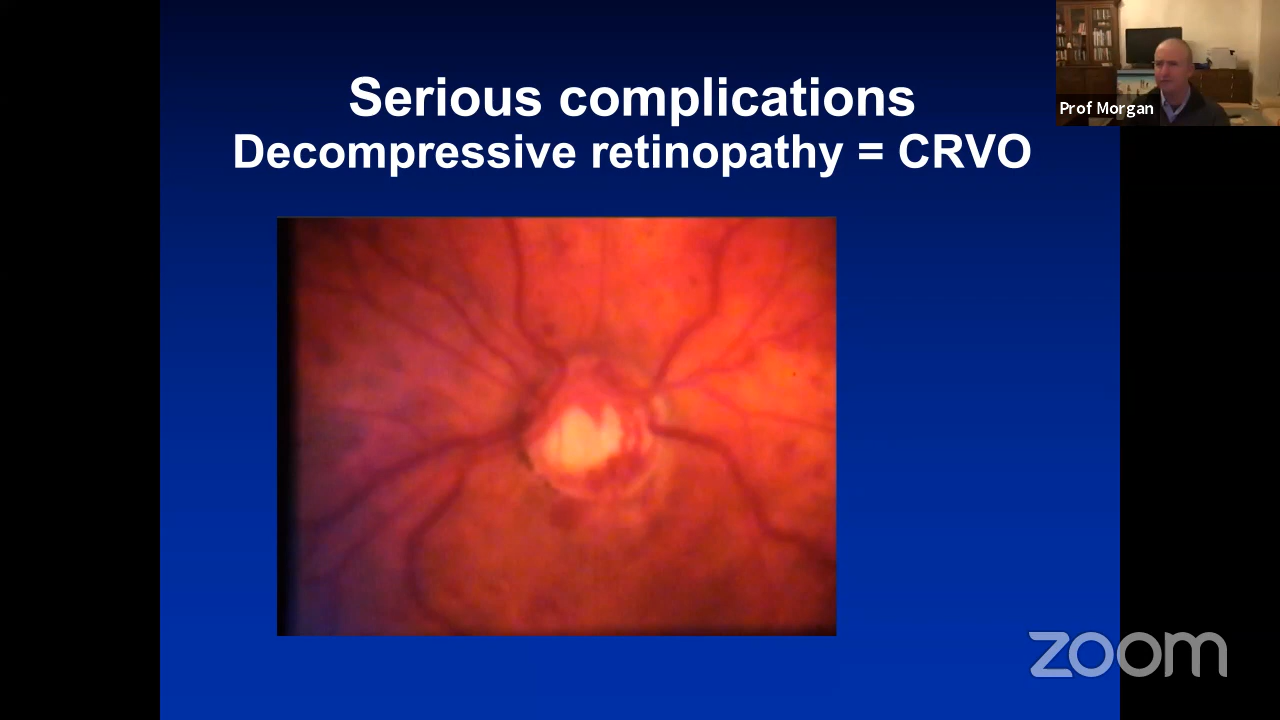 Serious complications
Decompressive retinopathy = CRVO
Prof Morgan
zoom